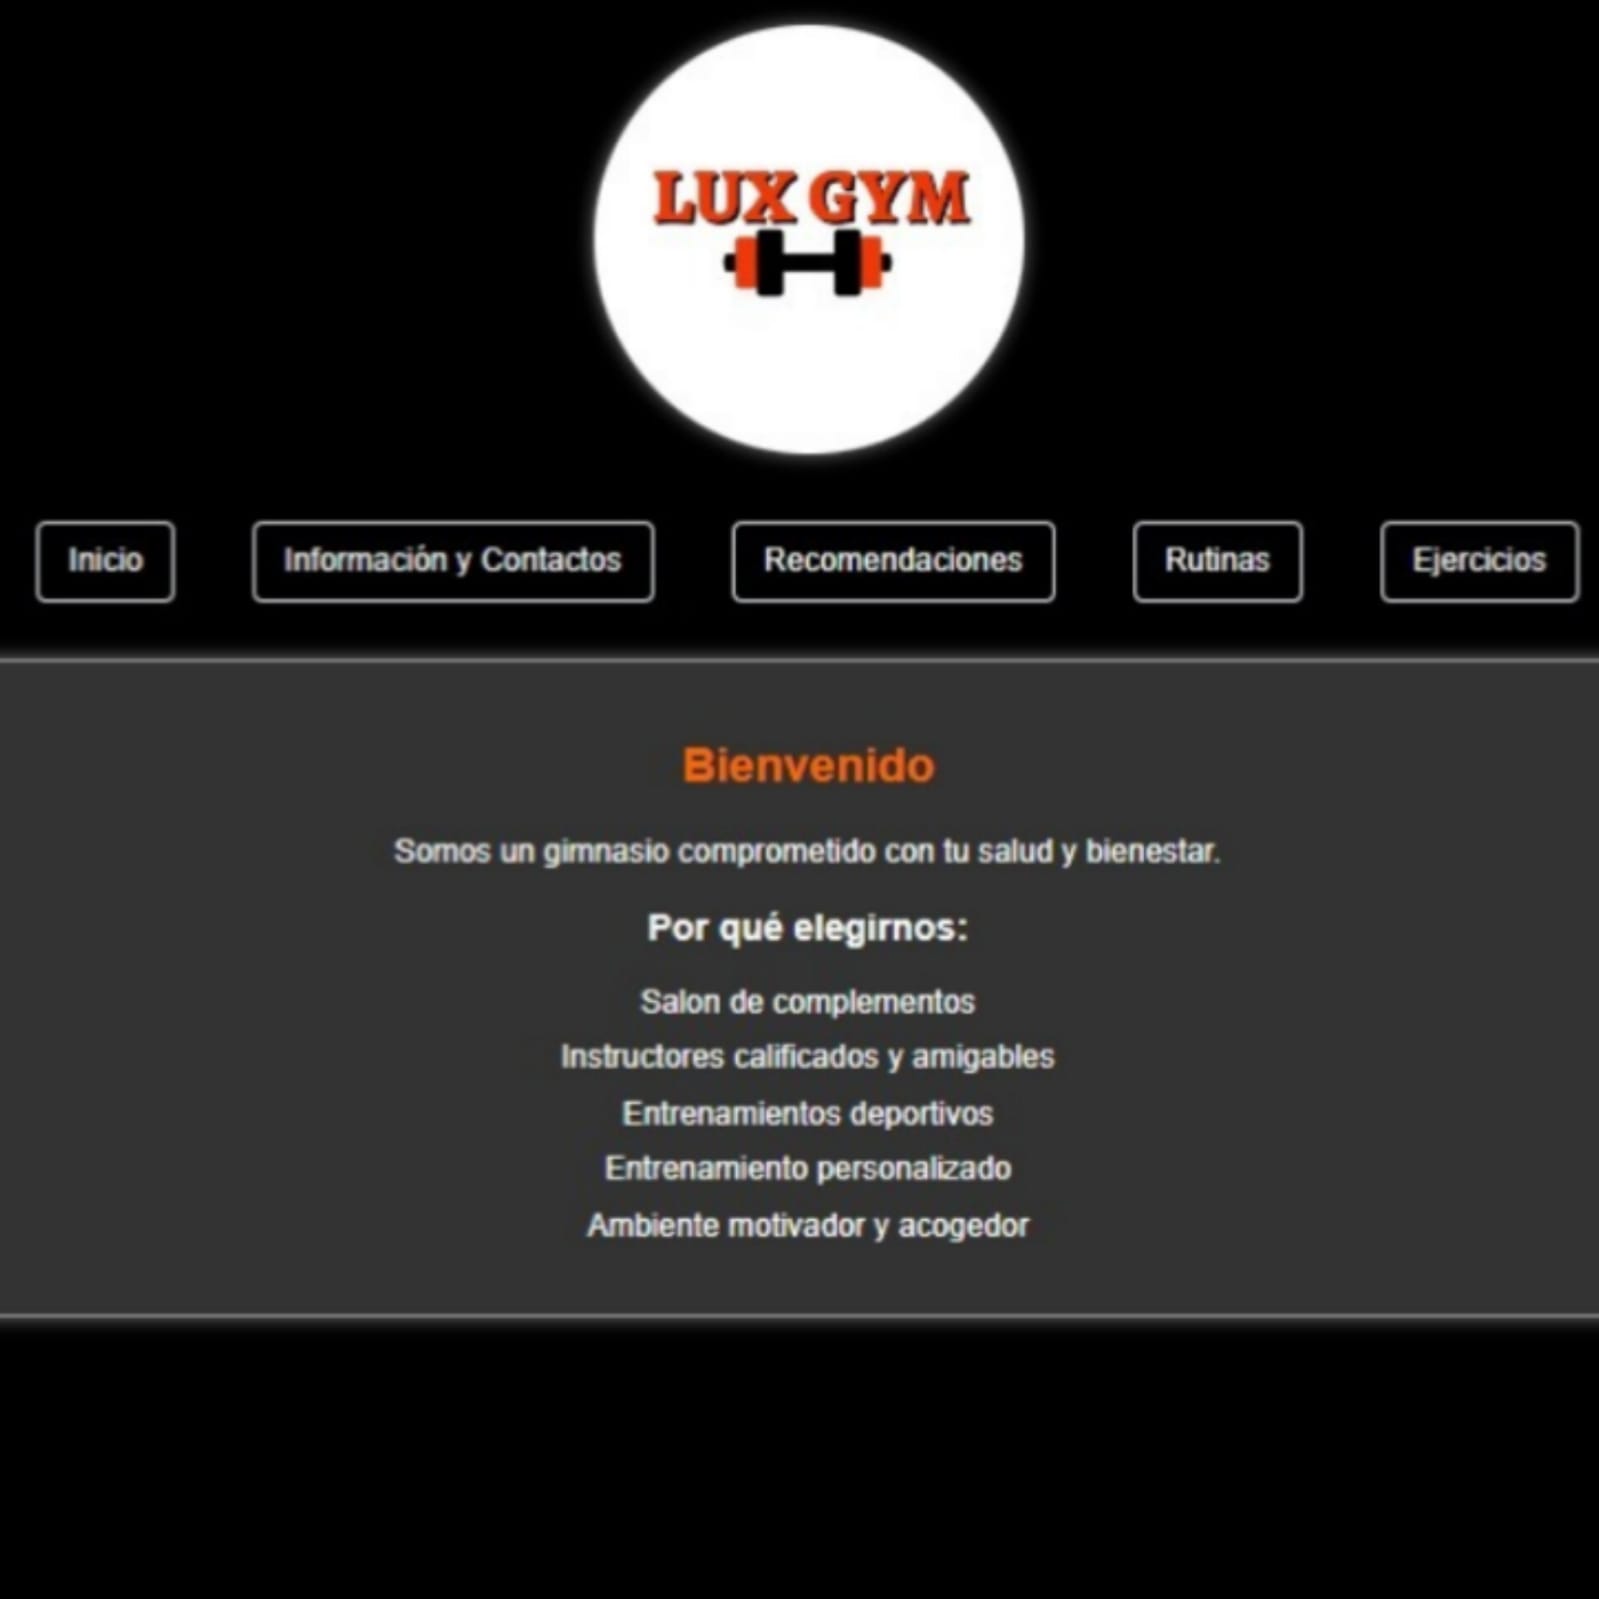 LUX GYM
Inicio
Información y Contactos
Recomendaciones
Rutinas
Ejercicios
Bienvenido
Somos un gimnasio comprometido con tu salud y bienestar.
Por qué elegirnos:
Salon de complementos
Instructores calificados y amigables
Entrenamientos deportivos
Entrenamiento personalizado
Ambiente motivador y acogedor